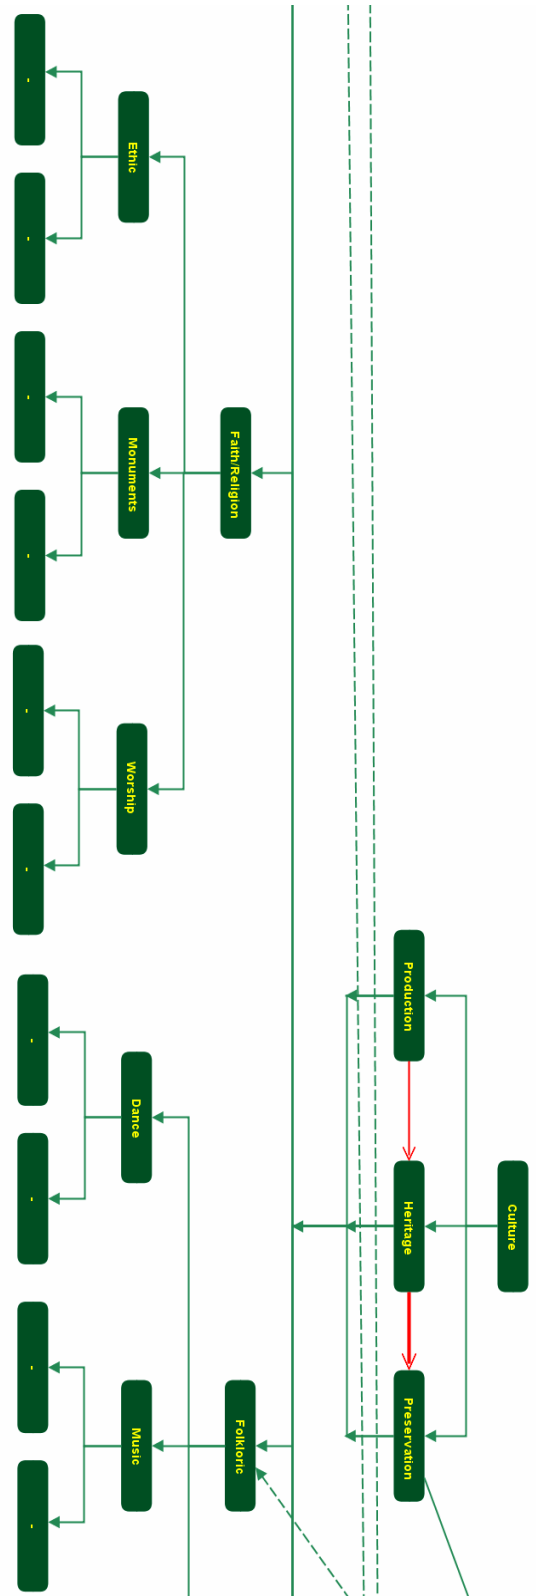 Culture
Production
Heritage
Preservation
Faith/Religion
Folkloric
Ethic
Monuments
Worship
Dance
Music
-
-
-
-
-
-
-
-
-
-